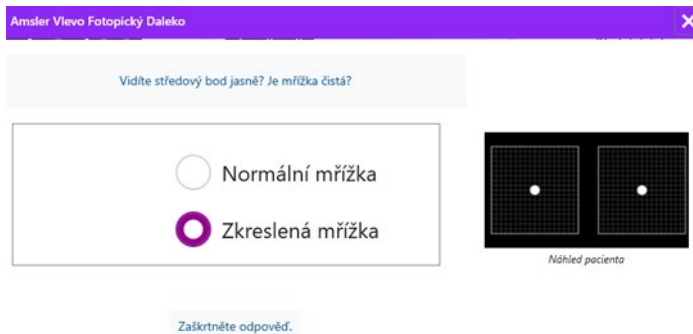 Amsler Vlevo Fotopický Daleko
Vidíte středový bod jasně? Je mřížka čistá?
Normální mřížka
Zkreslená mřížka
Náhled pacienta
Zaškrtněte odpověď.